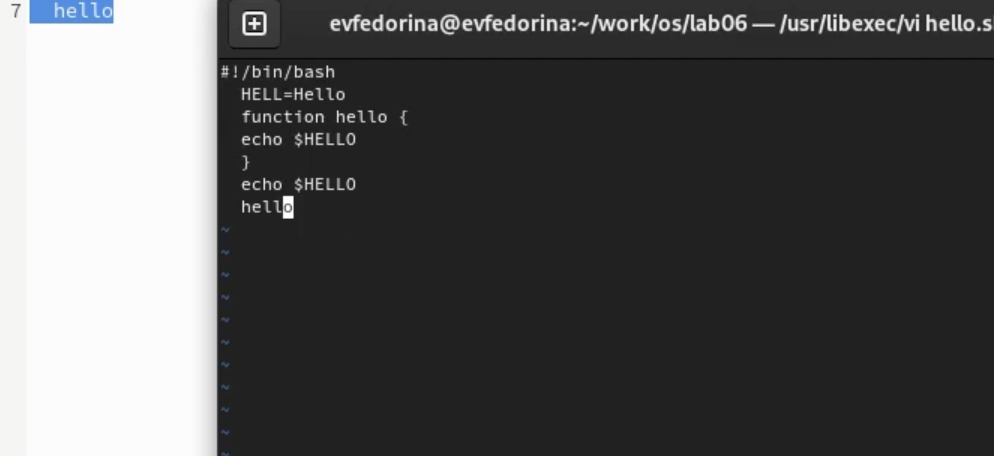 7 hello
evfedorina@evfedorina:~/work/os/lab06 — /usr/libexec/vi hello.s
#!/bin/bash
  HELL=Hello
  function hello {
  echo $HELLO
  }
  echo $HELLO
  hello
~
~
~
~
~
~
~
~
~
~
~